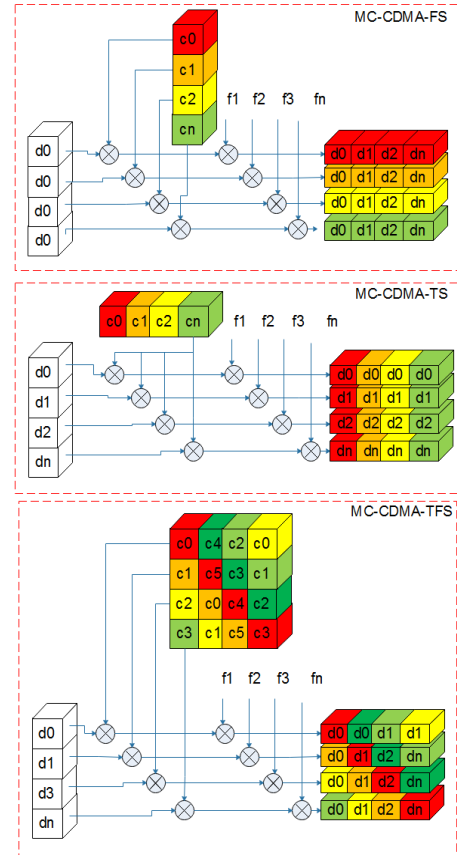 MC-CDMA-FS
c0
c1
c2
cn
f1 f2 f3 fn
d0
d0
d0
d0
d0 d1 d2 dn
d0 d1 d2 dn
d0 d1 d2 dn
d0 d1 d2 dn
MC-CDMA-TS
c0 c1 c2 cn
f1 f2 f3 fn
d0
d1
d2
dn
d0 d0 d0 d0
d1 d1 d1 d1
d2 d2 d2 d2
dn dn dn dn
MC-CDMA-TFS
c0 c4 c2 c0
c1 c5 c3 c1
c2 c0 c4 c2
c3 c1 c5 c3
f1 f2 f3 fn
d0
d1
d3
dn
d0 d0 d1 d1
d0 d1 d2 dn
d0 d1 d2 dn
d0 d1 d2 dn